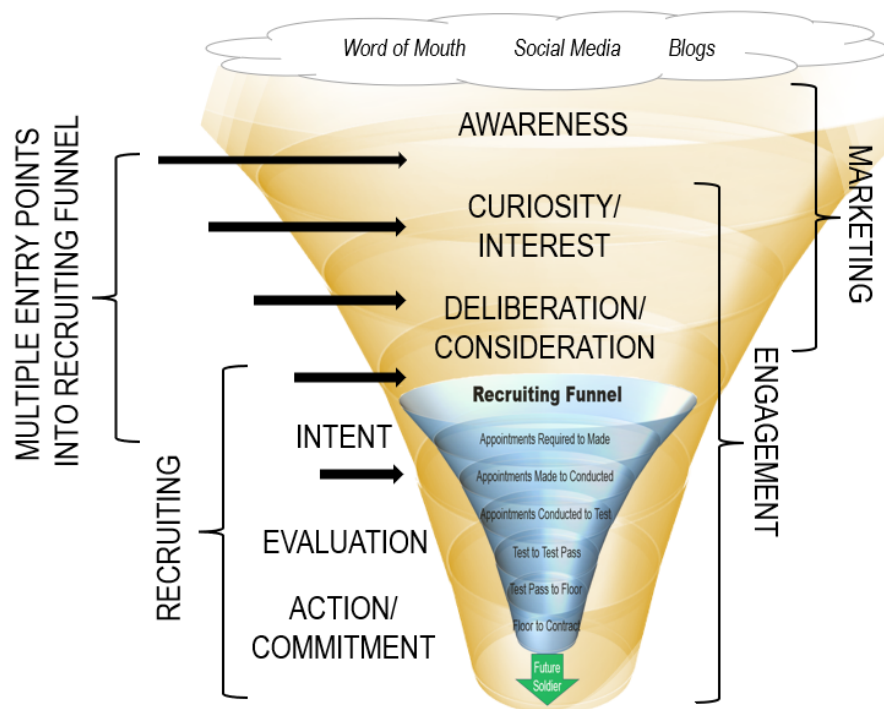 Word of Mouth Social Media Blogs
AWARENESS
CURIOSITY/
INTEREST
DELIBERATION/
CONSIDERATION
MARKETING
ENGAGEMENT
MULTIPLE ENTRY POINTS
INTO RECRUITING FUNNEL
RECRUITING
INTENT
EVALUATION
ACTION/
COMMITMENT
Recruiting Funnel
Appointments Required to Made
Appointments Made to Conducted
Appointments Conducted to Test
Test to Test Pass
Test Pass to Floor
Floor to Contract
Future
Soldier